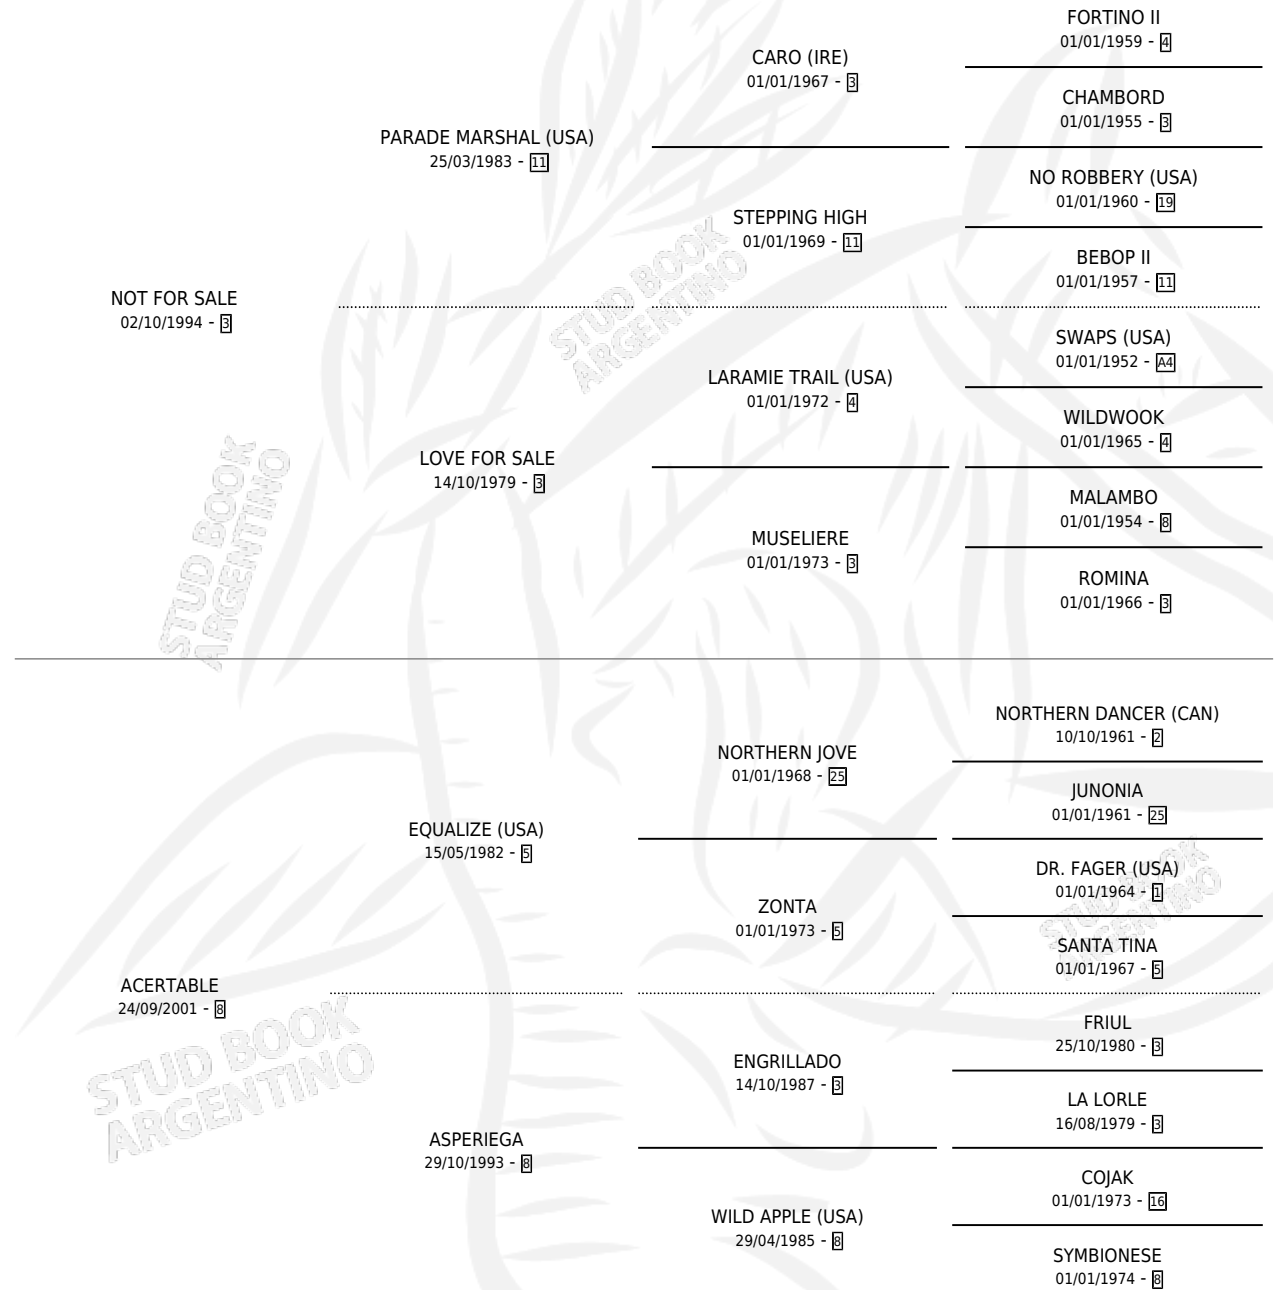 FORTINO II
01/01/1959 - 4
CARO (IRE)
01/01/1967 - 3
CHAMBORD
01/01/1955 - 3
PARADE MARSHAL (USA)
25/03/1983 - 11
NO ROBBERY (USA)
01/01/1960 - 19
STEPPING HIGH
01/01/1969 - 11
BEBOP II
01/01/1957 - 11
NOT FOR SALE
02/10/1994 - 3
SWAPS (USA)
01/01/1952 - A4
LARAMIE TRAIL (USA)
01/01/1972 - 4
WILDWOOK
01/01/1965 - 4
LOVE FOR SALE
14/10/1979 - 3
MALAMBO
01/01/1954 - 8
MUSELIERE
01/01/1973 - 3
ROMINA
01/01/1966 - 3
STUD BOOK
ARGENTINO
STUD BOOK
ARGENTINO
NORTHERN DANCER (CAN)
10/10/1961 - 2
NORTHERN JOVE
01/01/1968 - 25
JUNONIA
01/01/1961 - 25
EQUALIZE (USA)
15/05/1982 - 5
DR. FAGER (USA)
01/01/1964 - 1
ZONTA
01/01/1973 - 5
SANTA TINA
01/01/1967 - 5
ACERTABLE
24/09/2001 - 8
FRIUL
25/10/1980 - 3
ENGRILLADO
14/10/1987 - 3
LA LORLE
16/08/1979 - 3
ASPERIEGA
29/10/1993 - 8
COJAK
01/01/1973 - 16
WILD APPLE (USA)
29/04/1985 - 8
SYMBIONESE
01/01/1974 - 8
STUD BOOK
ARGENTINO
STUD BOOK
ARGENTINO